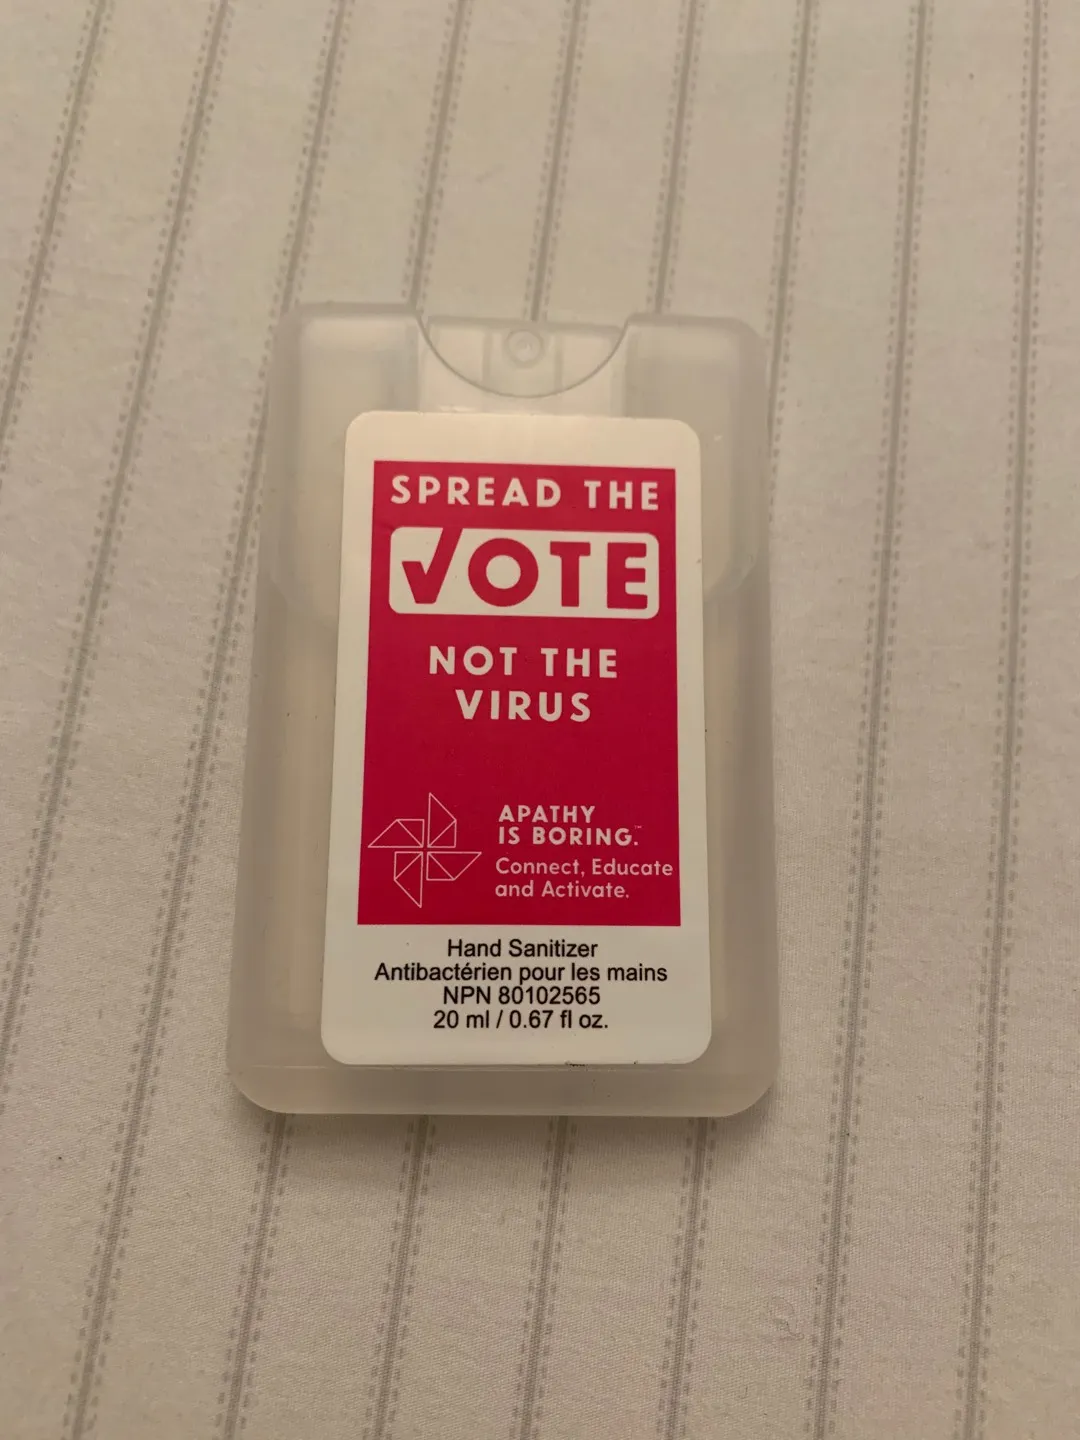 SPREAD THE
VOTE
NOT THE
VIRUS
APATHY
IS BORING.™
Connect, Educate
and Activate.
Hand Sanitizer
Antibactérien pour les mains
NPN 80102565
20 ml / 0.67 fl oz.